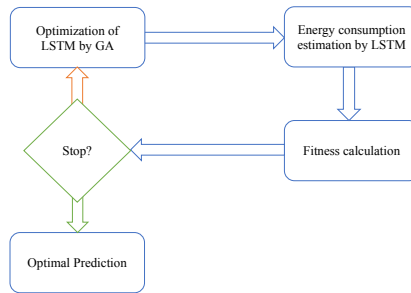 Optimization of
LSTM by GA
Energy consumption
estimation by LSTM
Stop?
Fitness calculation
Optimal Prediction